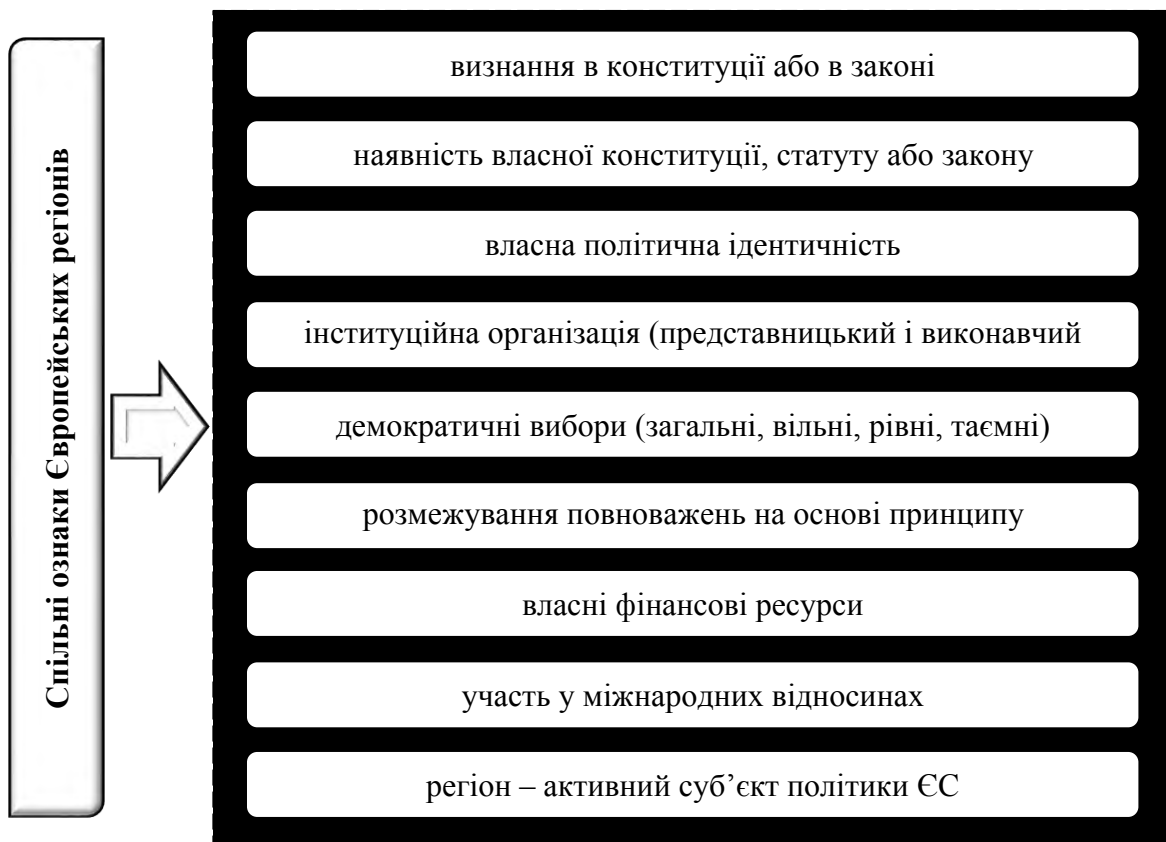 Спільні ознаки Європейських регіонів
визнання в конституції або в законі
наявність власної конституції, статуту або закону
власна політична ідентичність
інституційна організація (представницький і виконавчий
демократичні вибори (загальні, вільні, рівні, таємні)
розмежування повноважень на основі принципу
власні фінансові ресурси
участь у міжнародних відносинах
регіон – активний суб’єкт політики ЄС